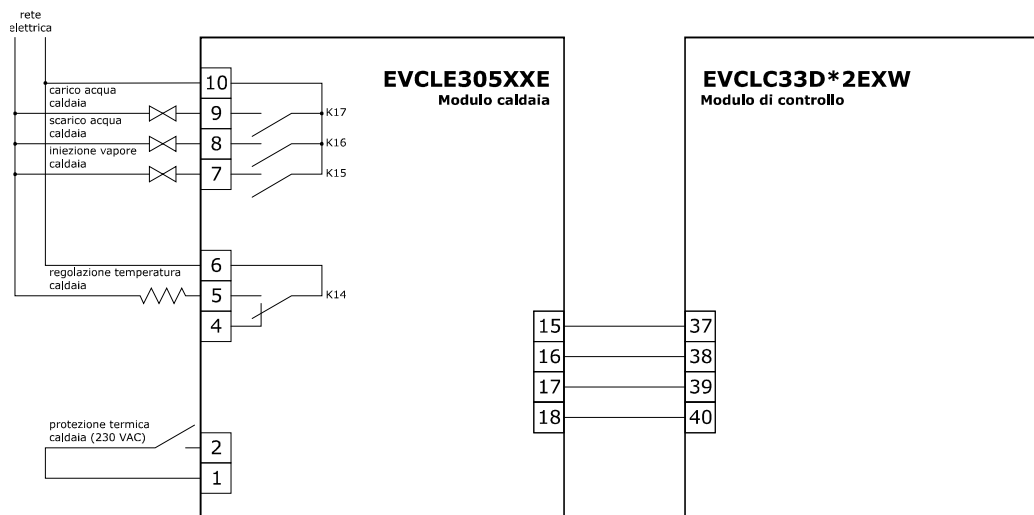 rete
elettrica
EVCLE305XXE
Modulo caldaia
EVCLC33D*2EXW
Modulo di controllo
10
carico acqua
caldaia
9
K17
scarico acqua
caldaia
8
K16
iniezione vapore
caldaia
7
K15
6
regolazione temperatura
caldaia
5
K14
4
15
37
16
38
17
39
18
40
protezione termica
caldaia (230 VAC)
2
1